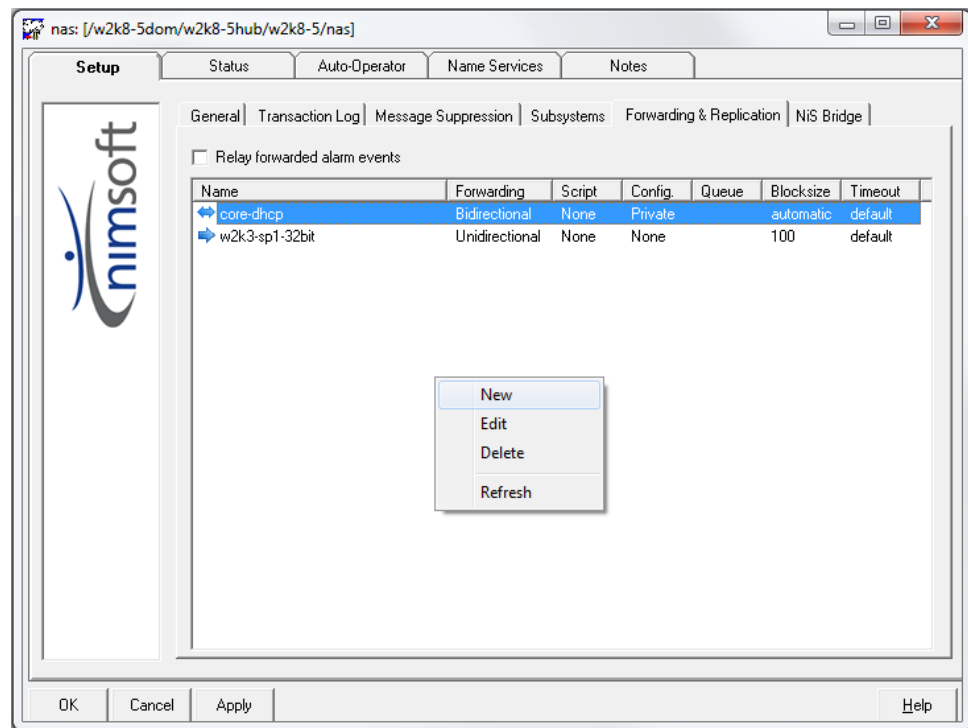 nas: [/w2k8-5dom/w2k8-5hub/w2k8-5/nas]
Setup Status Auto-Operator Name Services Notes
General Transaction Log Message Suppression Subsystems Forwarding & Replication NiS Bridge
Relay forwarded alarm events
Name Forwarding Script Config. Queue Blocksize Timeout
core-dhcp Bidirectional None Private automatic default
w2k3-sp1-32bit Unidirectional None None 100 default
nimsoft
New
Edit
Delete
Refresh
OK Cancel Apply Help